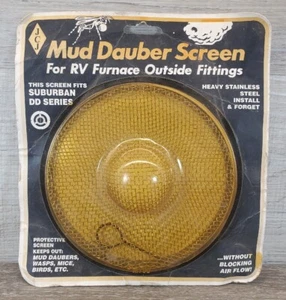 JCJ
Mud Dauber Screen
For RV Furnace Outside Fittings
THIS SCREEN FITS
SUBURBAN
DD SERIES
HEAVY STAINLESS
STEEL
INSTALL
& FORGET
PROTECTIVE
SCREEN
KEEPS OUT:
MUD DAUBERS,
WASPS, MICE,
BIRDS, ETC.
...WITHOUT
BLOCKING
AIR FLOW!